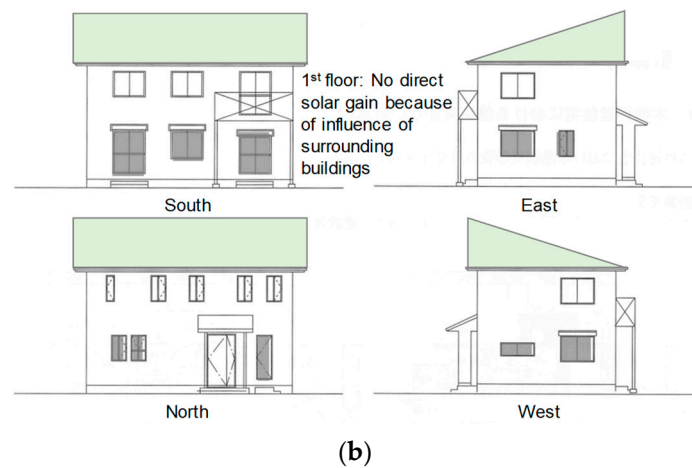 1st floor: No direct
solar gain because
of influence of
surrounding
buildings
South
East
North
West
(b)